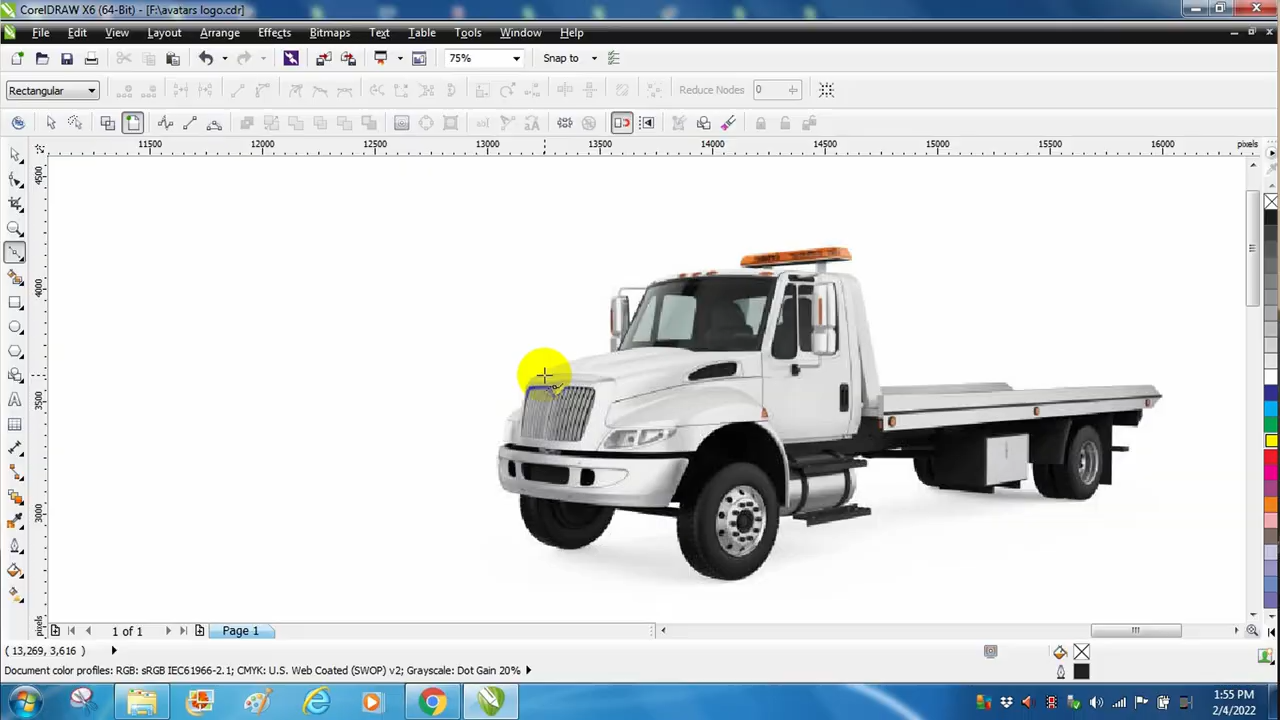 CorelDRAW X6 (64-Bit) - [F:\avatars logo.cdr]
File Edit View Layout Arrange Effects Bitmaps Text Table Tools Window Help
75% Snap to
Rectangular Reduce Nodes 0
11500 12000 12500 13000 13500 14000 14500 15000 15500 16000 pixels
4500
4000
3500
3000
pixels
1 of 1 Page 1
( 13,269, 3,616 )
Document color profiles: RGB: sRGB IEC61966-2.1; CMYK: U.S. Web Coated (SWOP) v2; Grayscale: Dot Gain 20%
1:55 PM
2/4/2022